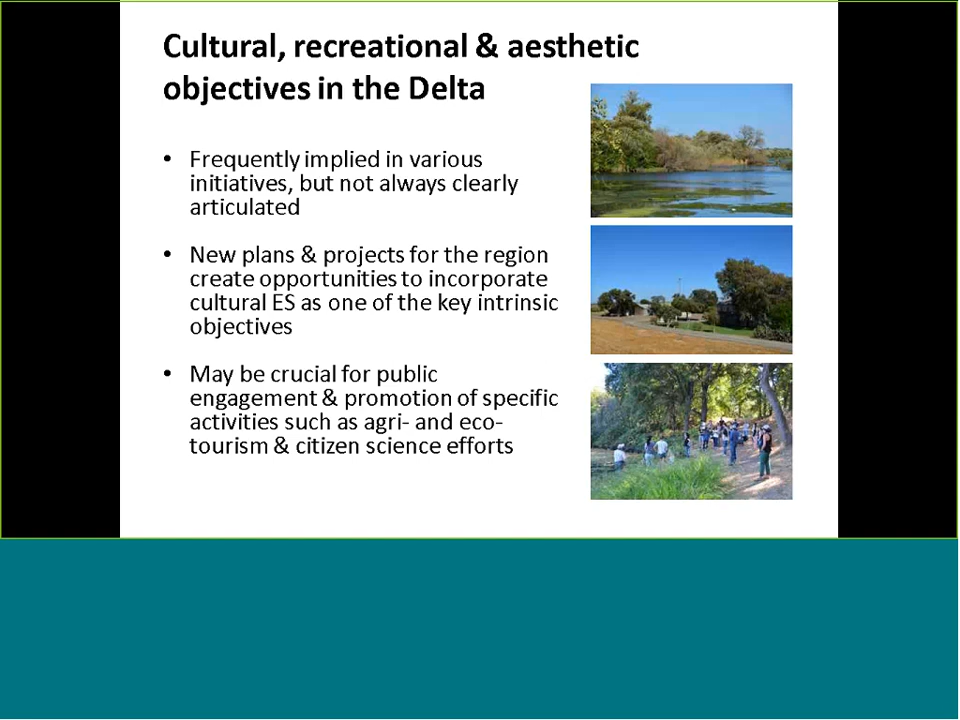 Cultural, recreational & aesthetic
objectives in the Delta
• Frequently implied in various
initiatives, but not always clearly
articulated
• New plans & projects for the region
create opportunities to incorporate
cultural ES as one of the key intrinsic
objectives
• May be crucial for public
engagement & promotion of specific
activities such as agri- and eco-
tourism & citizen science efforts